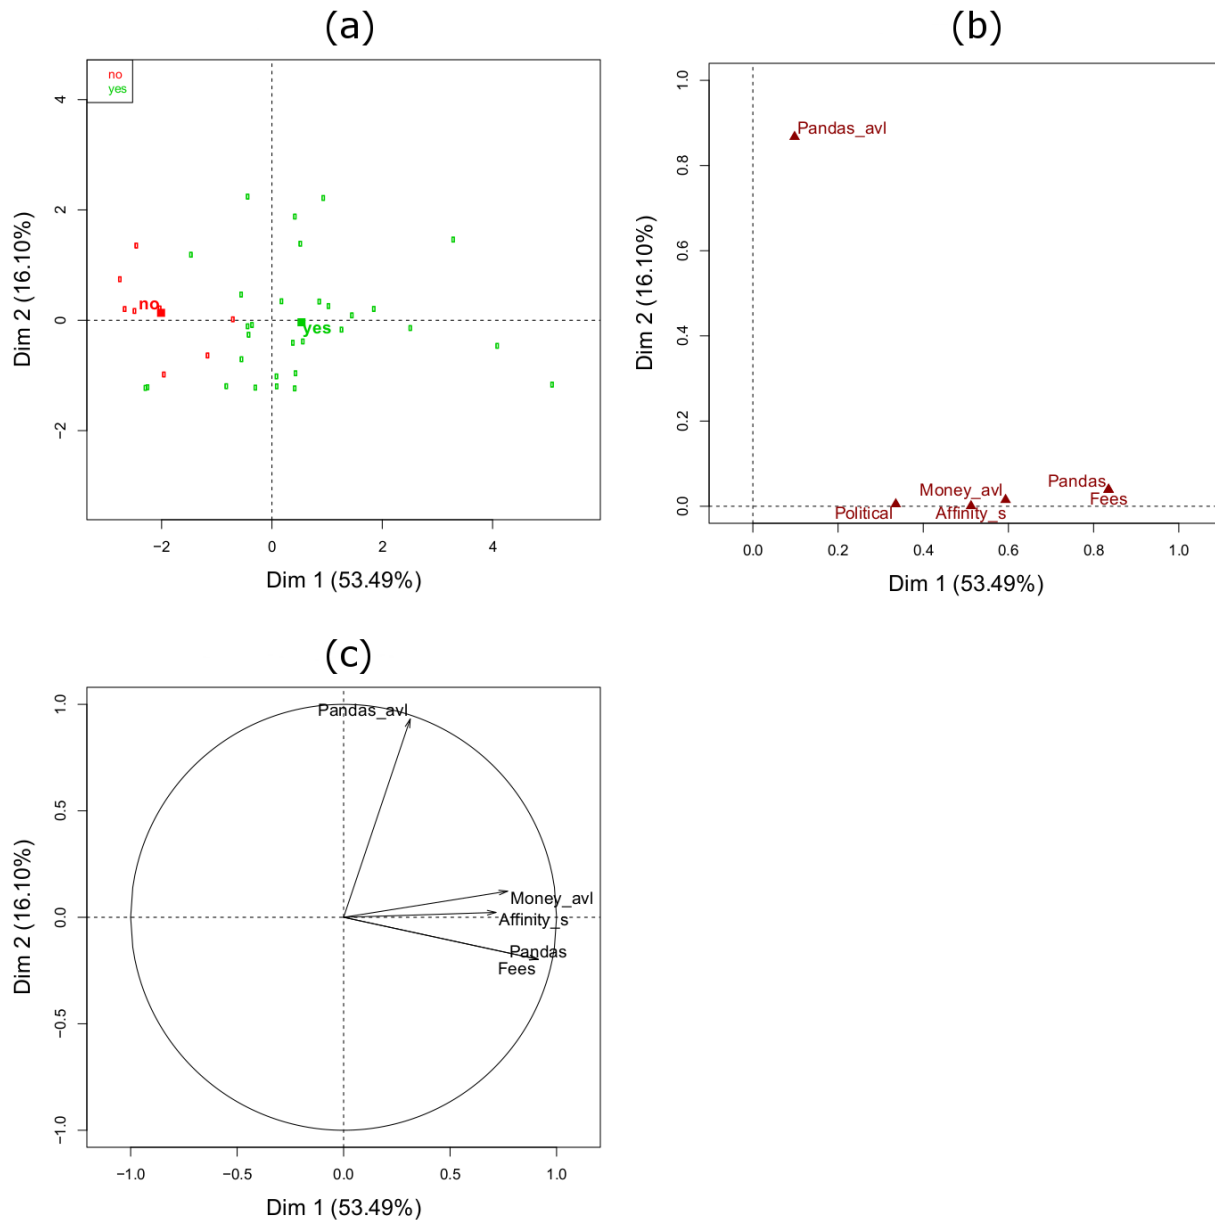 (a)
no
yes
4
2
0
−2
no
yes
−2
0
2
4
Dim 1 (53.49%)
Dim 2 (16.10%)
(b)
1.0
0.8
0.6
0.4
0.2
0.0
Pandas_avl
Pandas
Fees
Money_avl
Affinity_s
Political
0.0
0.2
0.4
0.6
0.8
1.0
Dim 1 (53.49%)
Dim 2 (16.10%)
(c)
1.0
0.5
0.0
−0.5
−1.0
Pandas_avl
Money_avl
Affinity_s
Pandas
Fees
−1.0
−0.5
0.0
0.5
1.0
Dim 1 (53.49%)
Dim 2 (16.10%)